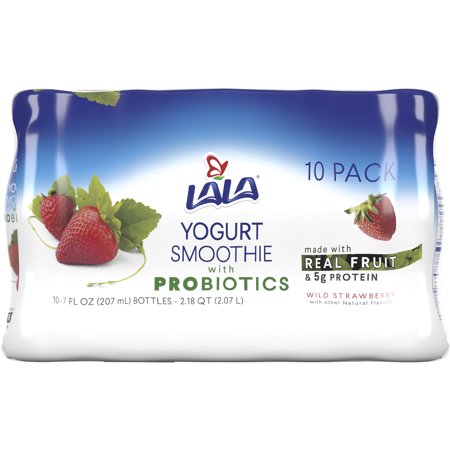 LALA
10 PACK
YOGURT
SMOOTHIE
with
PROBIOTICS
10-7 FL OZ (207 mL) BOTTLES - 2.18 QT (2.07 L)
made with
REAL FRUIT
& 5g PROTEIN
WILD STRAWBERRY
with other Natural Flavors
OBIOTICS